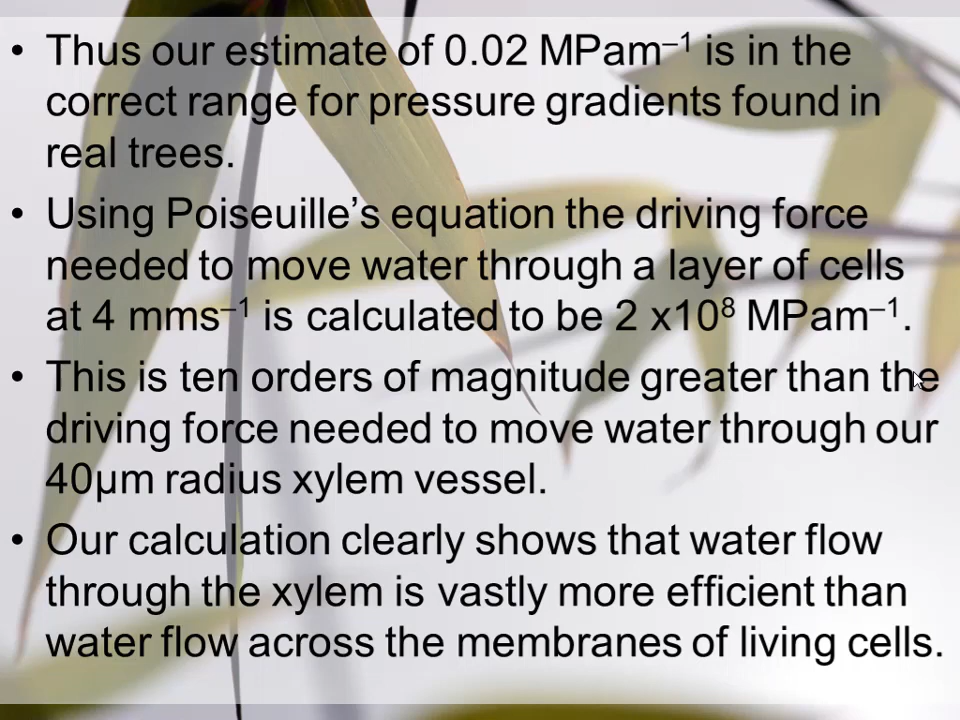 • Thus our estimate of 0.02 MPam⁻¹ is in the
correct range for pressure gradients found in
real trees.
• Using Poiseuille’s equation the driving force
needed to move water through a layer of cells
at 4 mms⁻¹ is calculated to be 2 x10⁸ MPam⁻¹.
• This is ten orders of magnitude greater than the
driving force needed to move water through our
40μm radius xylem vessel.
• Our calculation clearly shows that water flow
through the xylem is vastly more efficient than
water flow across the membranes of living cells.